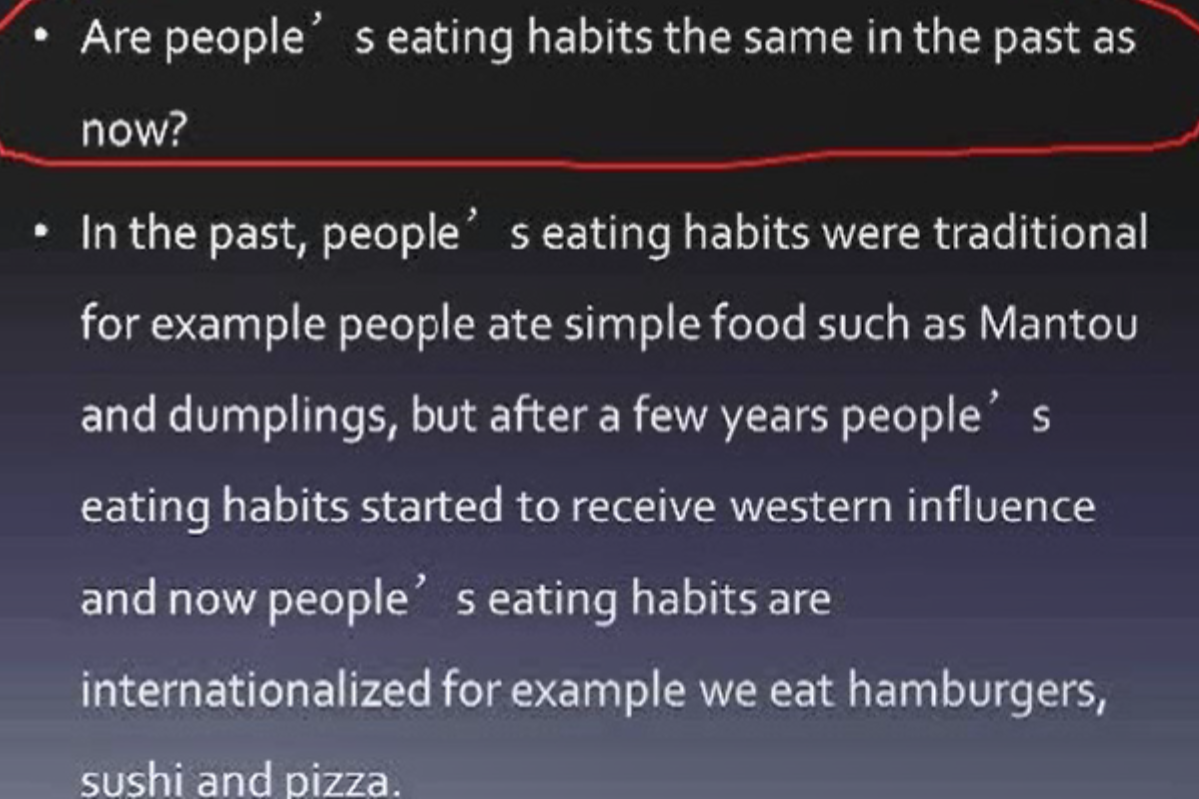 • Are people’ s eating habits the same in the past as
now?
• In the past, people’ s eating habits were traditional
for example people ate simple food such as Mantou
and dumplings, but after a few years people’ s
eating habits started to receive western influence
and now people’ s eating habits are
internationalized for example we eat hamburgers,
sushi and pizza.